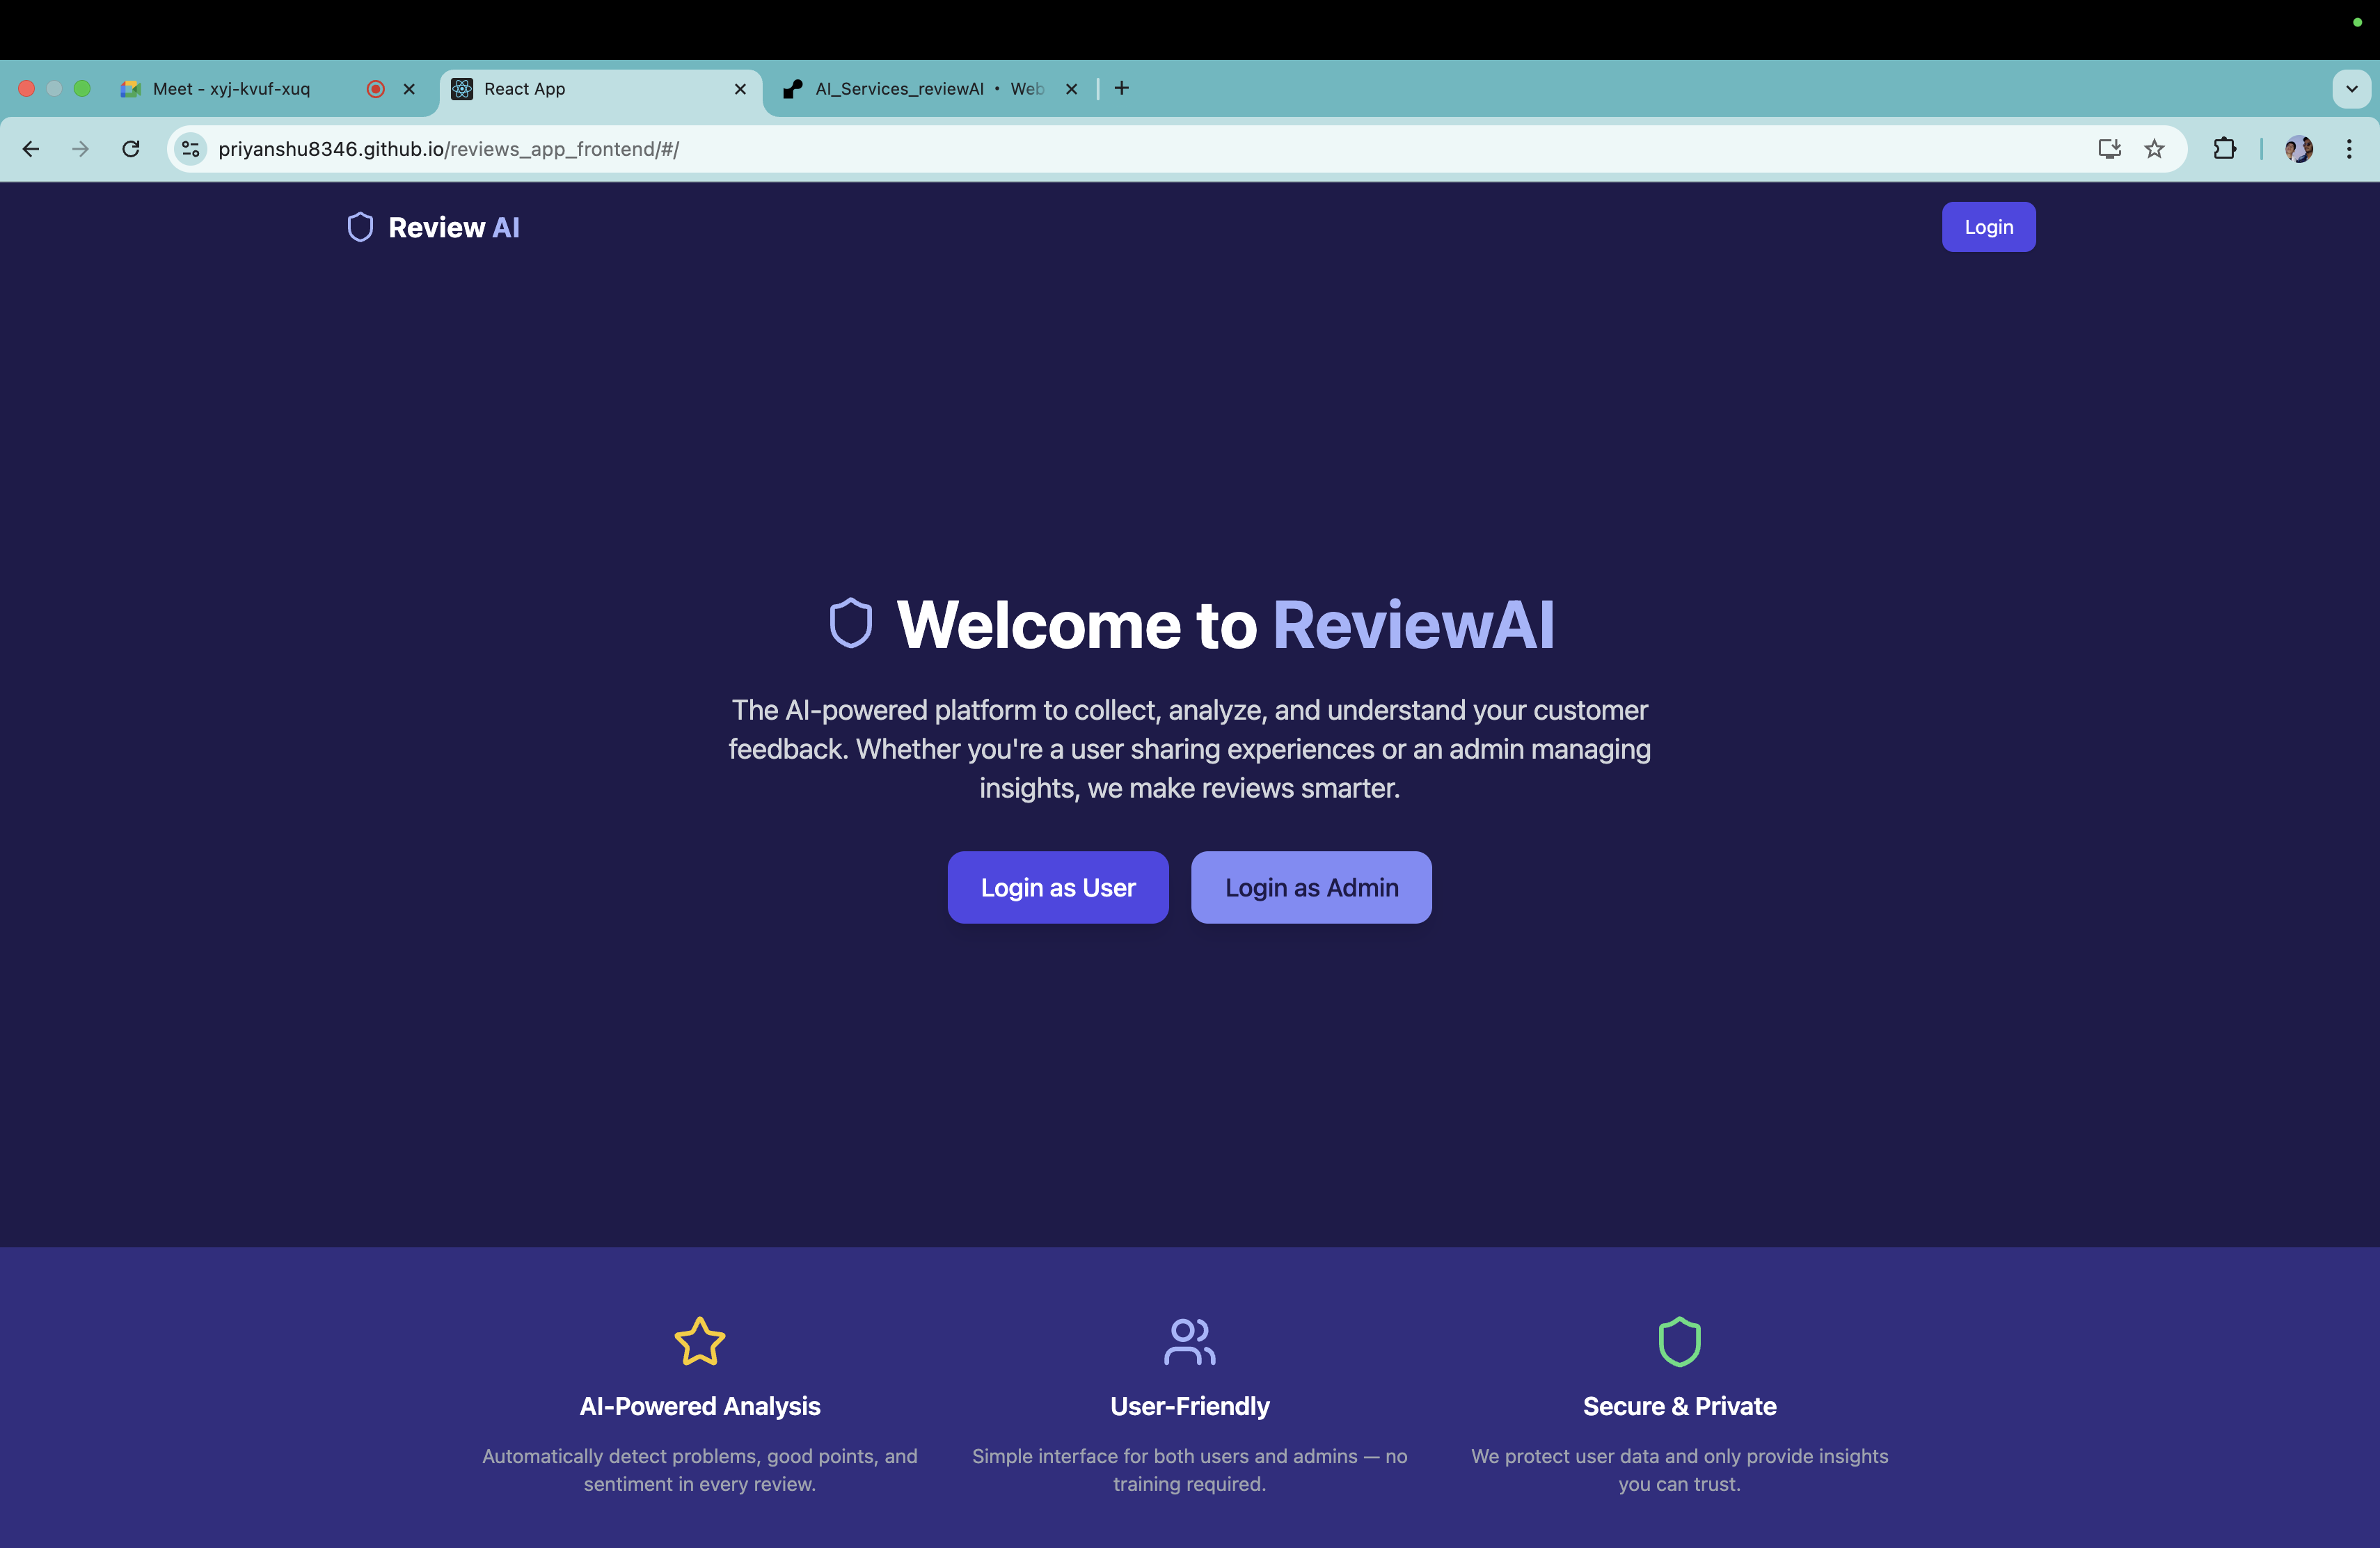 Meet - xyj-kvuf-xuq
React App
AI_Services_reviewAI • Web
priyanshu8346.github.io/reviews_app_frontend/#/
Review AI
Login
Welcome to ReviewAI
The AI-powered platform to collect, analyze, and understand your customer
feedback. Whether you're a user sharing experiences or an admin managing
insights, we make reviews smarter.
Login as User
Login as Admin
AI-Powered Analysis
Automatically detect problems, good points, and
sentiment in every review.
User-Friendly
Simple interface for both users and admins — no
training required.
Secure & Private
We protect user data and only provide insights
you can trust.